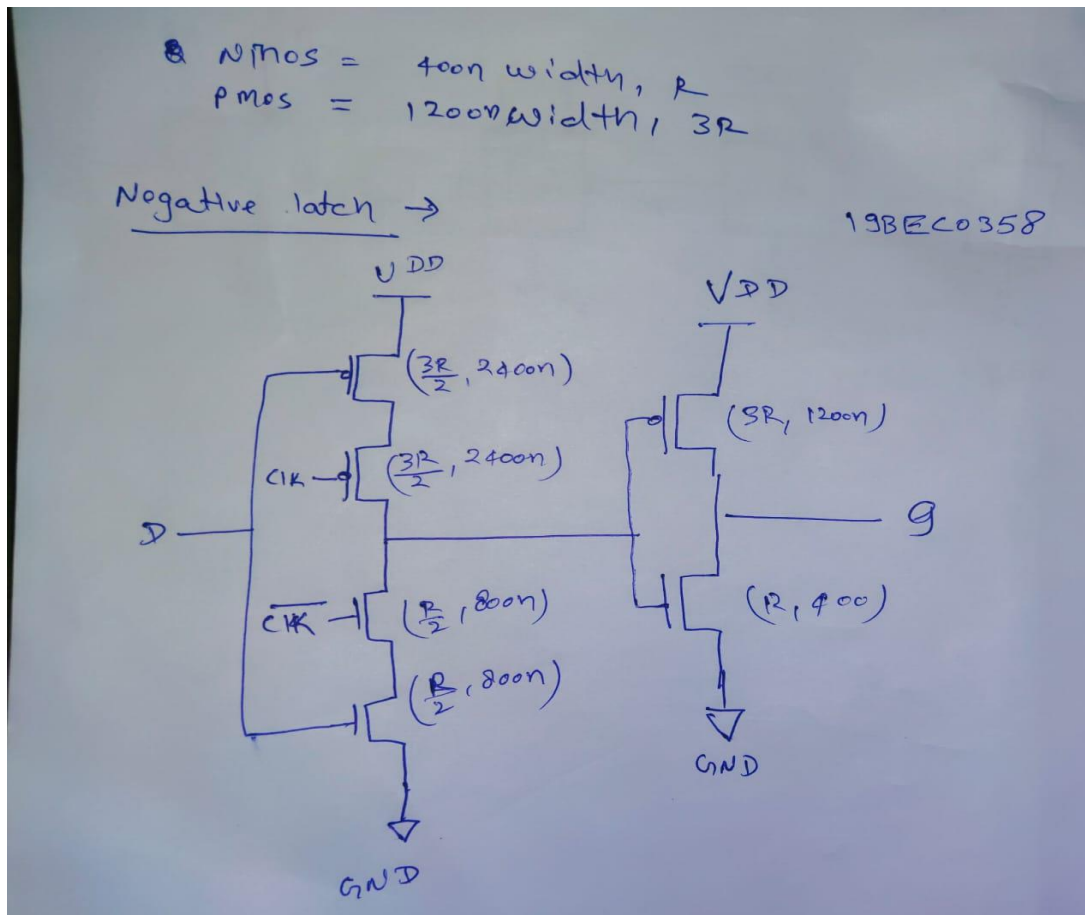 NMOS = 400n width, R
PMOS = 1200n width, 3R
Negative latch →
19BEC0358
VDD
VDD
(3R/2, 2400n)
(3R, 1200n)
CLK
(3R/2, 2400n)
D
Q
C̅L̅K̅
(R/2, 800n)
(R, 400)
(R/2, 800n)
GND
GND